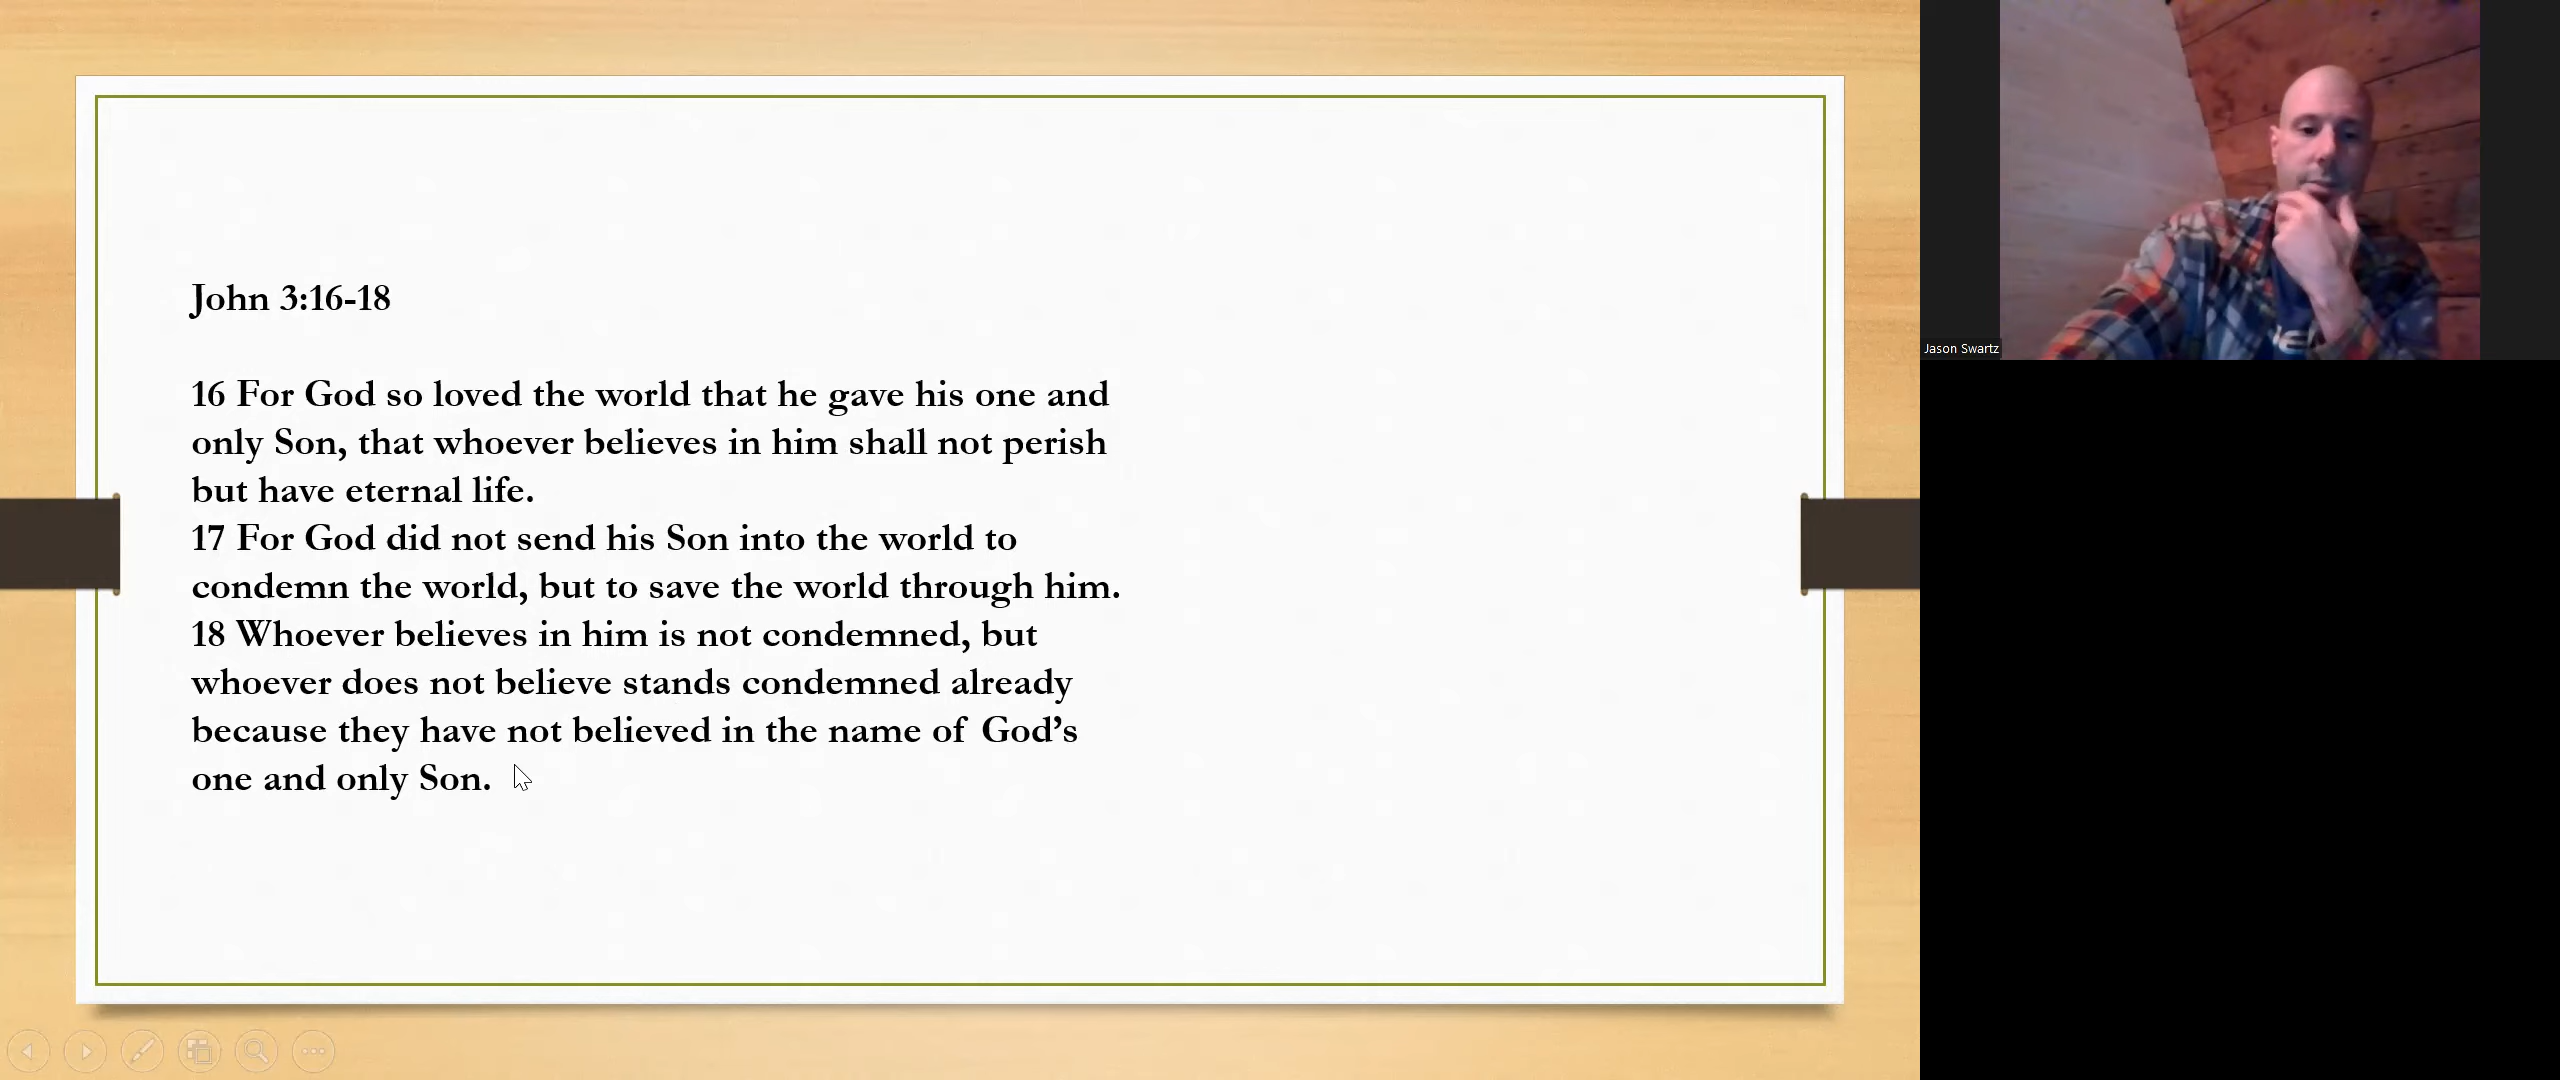 John 3:16-18
16 For God so loved the world that he gave his one and
only Son, that whoever believes in him shall not perish
but have eternal life.
17 For God did not send his Son into the world to
condemn the world, but to save the world through him.
18 Whoever believes in him is not condemned, but
whoever does not believe stands condemned already
because they have not believed in the name of God’s
one and only Son.
Jason Swartz